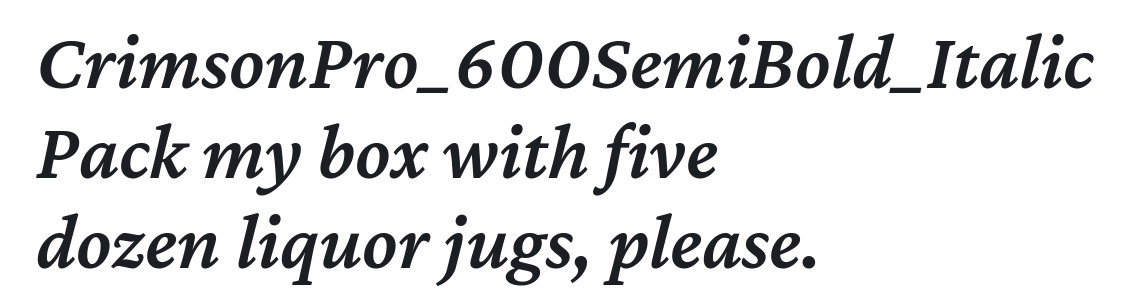 CrimsonPro_600SemiBold_Italic
Pack my box with five
dozen liquor jugs, please.